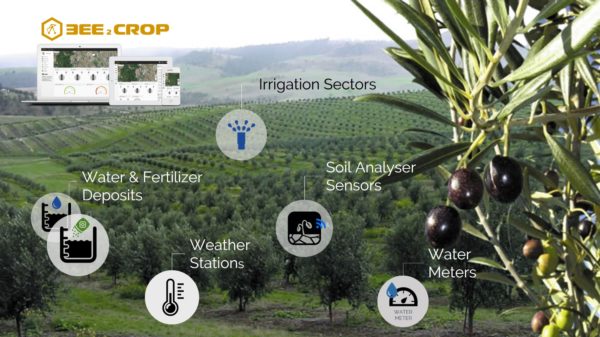 BEE2CROP
Irrigation Sectors
Water & Fertilizer
Deposits
Soil Analyser
Sensors
Weather
Stations
Water
Meters
WATER
METER